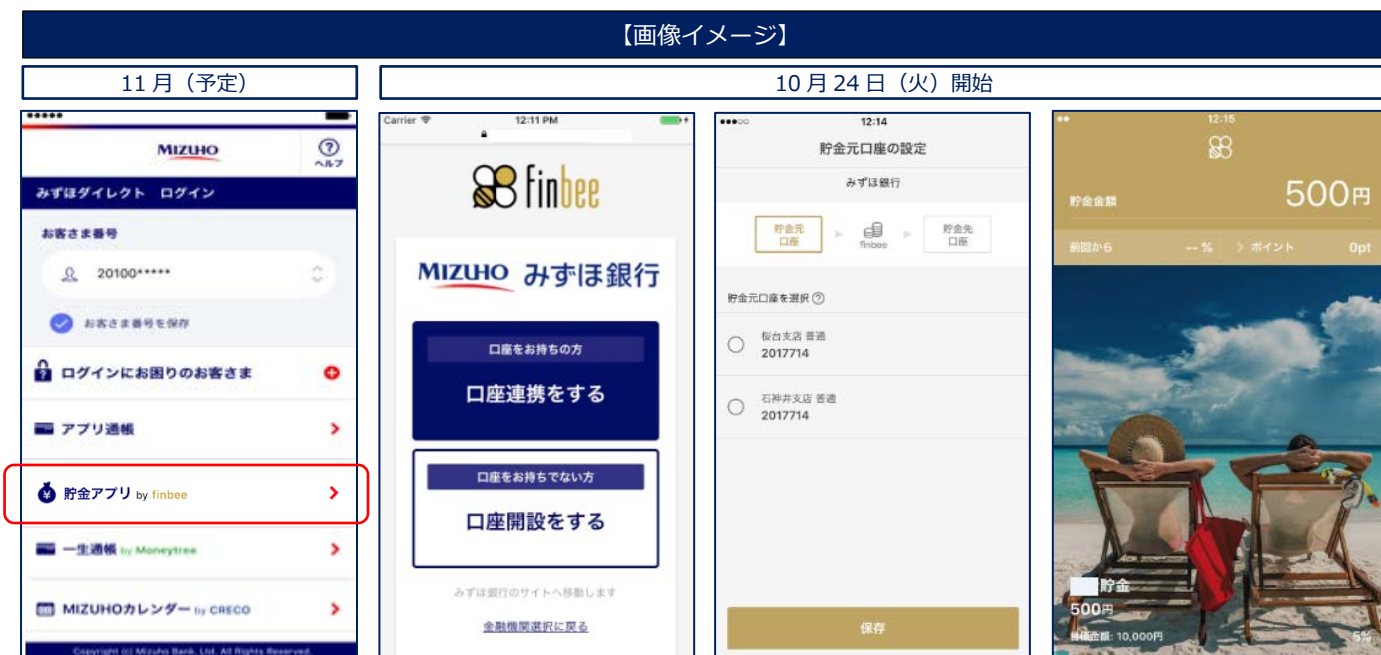 【画像イメージ】
11月（予定）
10月24日（火）開始
MIZUHO
ヘルプ
みずほダイレクト ログイン
お客さま番号
20100*****
お客さま番号を保存
ログインにお困りのお客さま
アプリ通帳
貯金アプリ by finbee
一生通帳 by Moneytree
MIZUHOカレンダー by CRECO
Copyright (c) Mizuho Bank, Ltd. All Rights Reserved.
Carrier 12:11 PM
finbee
MIZUHO みずほ銀行
口座をお持ちの方
口座連携をする
口座をお持ちでない方
口座開設をする
みずほ銀行のサイトへ移動します
金融機関選択に戻る
12:14
貯金元口座の設定
みずほ銀行
貯金元
口座
finbee
貯金先
口座
貯金元口座を選択
桜台支店 普通
2017714
石神井支店 普通
2017714
保存
12:15
貯金金額 500円
前回から --% ポイント 0pt
貯金
500円
目標金額: 10,000円 5%